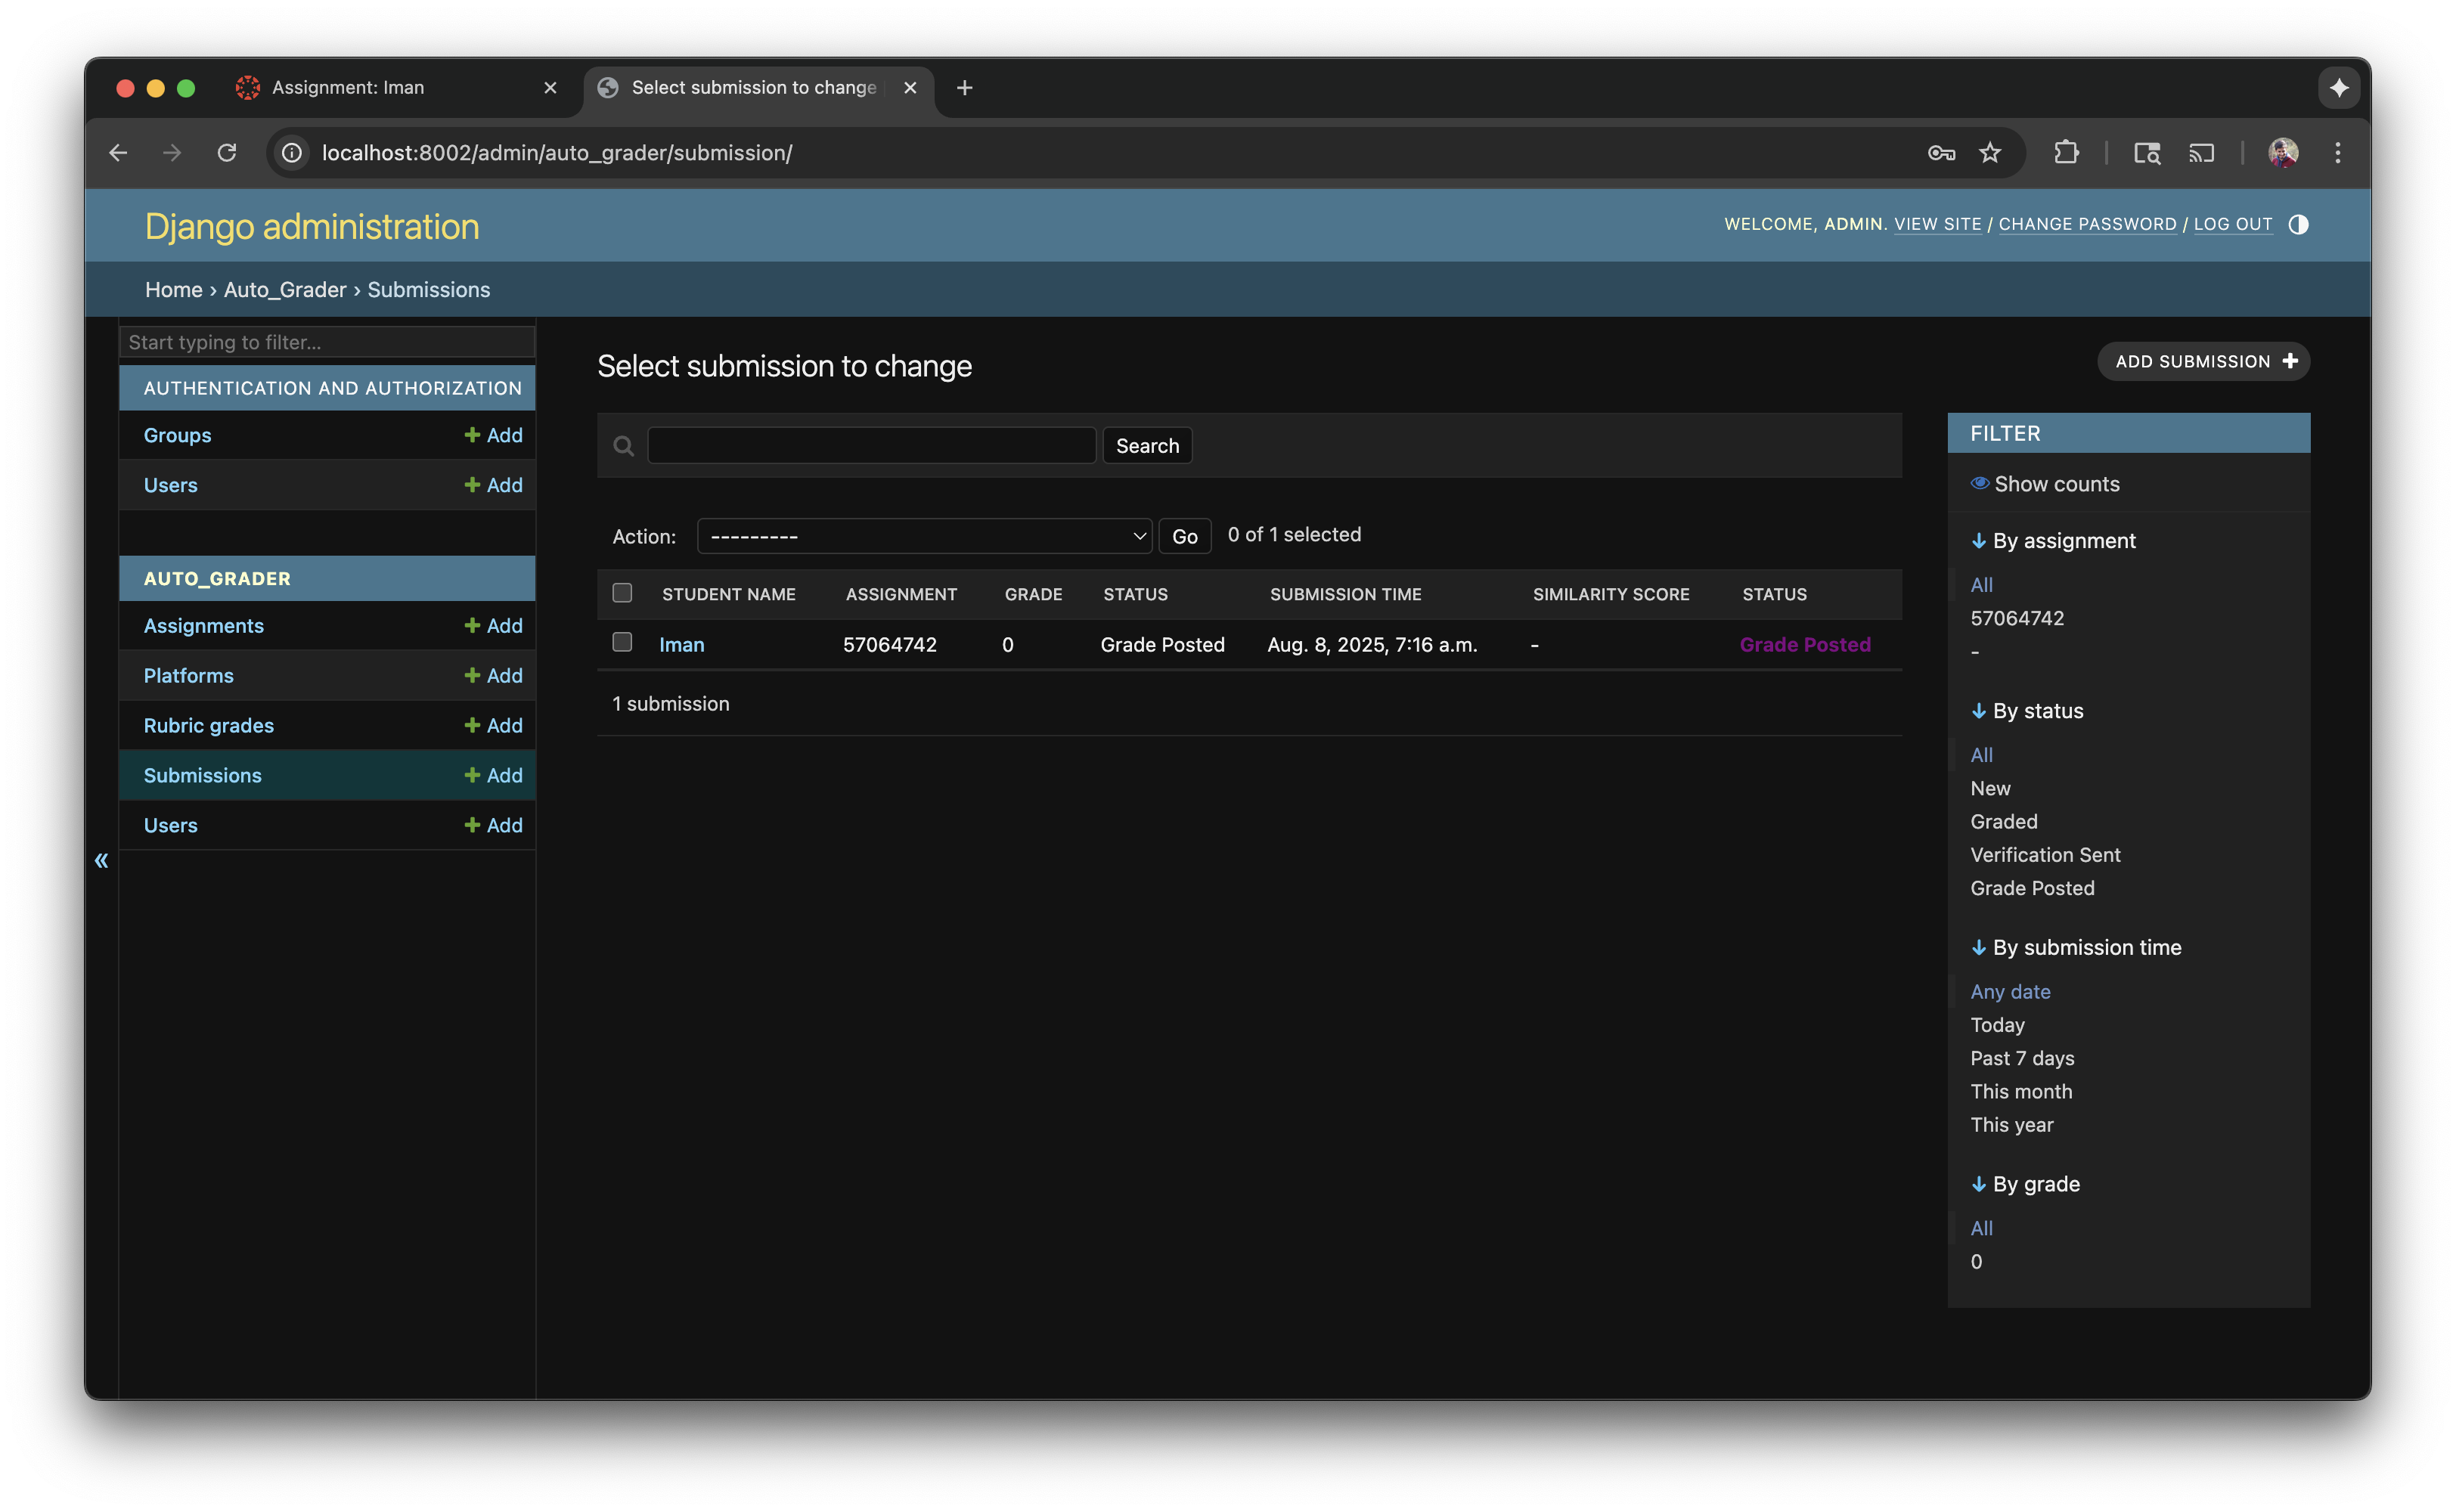 Assignment: Iman
Select submission to change
localhost:8002/admin/auto_grader/submission/
Django administration
WELCOME, ADMIN. VIEW SITE / CHANGE PASSWORD / LOG OUT
Home › Auto_Grader › Submissions
Start typing to filter...
AUTHENTICATION AND AUTHORIZATION
Groups + Add
Users + Add
AUTO_GRADER
Assignments + Add
Platforms + Add
Rubric grades + Add
Submissions + Add
Users + Add
«
Select submission to change
ADD SUBMISSION +
Search
Action: --------- Go 0 of 1 selected
STUDENT NAME ASSIGNMENT GRADE STATUS SUBMISSION TIME SIMILARITY SCORE STATUS
Iman 57064742 0 Grade Posted Aug. 8, 2025, 7:16 a.m. - Grade Posted
1 submission
FILTER
Show counts
↓ By assignment
All
57064742
-
↓ By status
All
New
Graded
Verification Sent
Grade Posted
↓ By submission time
Any date
Today
Past 7 days
This month
This year
↓ By grade
All
0